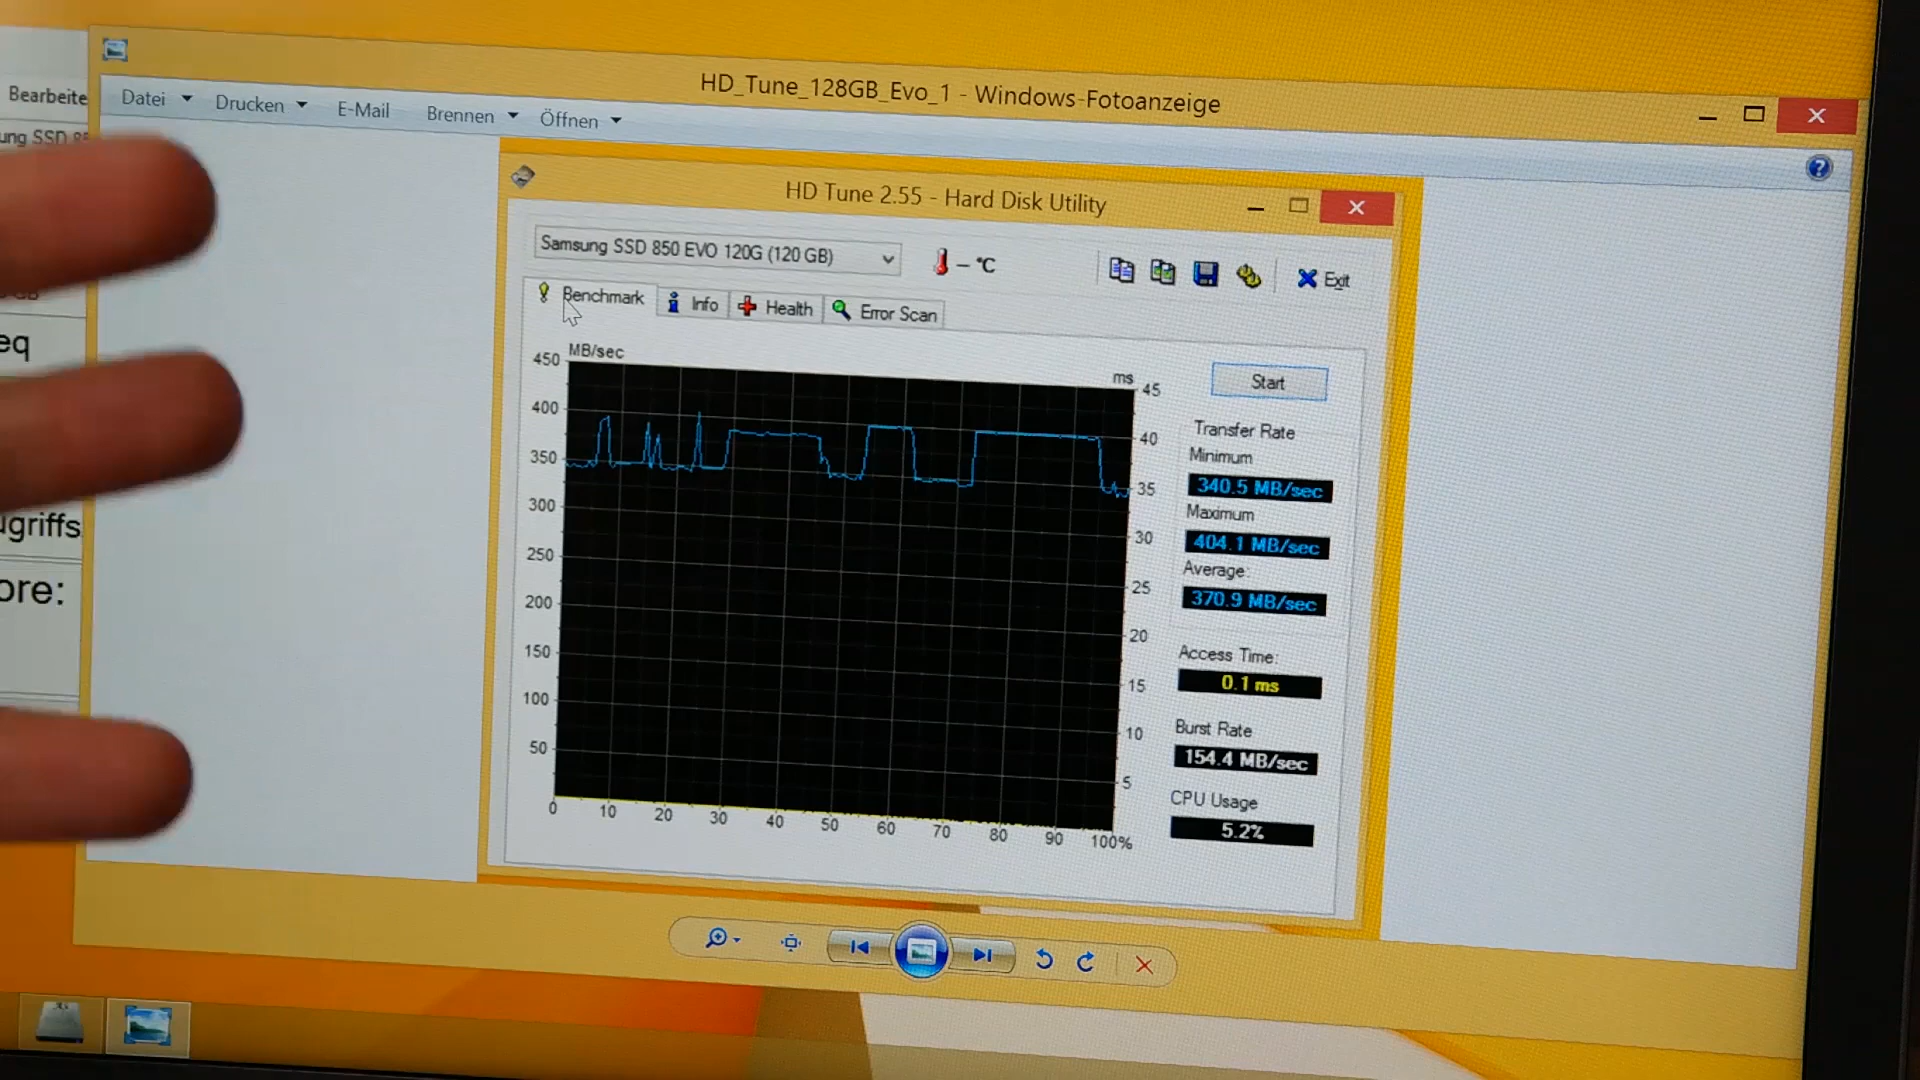 HD_Tune_128GB_Evo_1 - Windows-Fotoanzeige
Bearbeite
Datei Drucken E-Mail Brennen Öffnen
ung SSD 85
HD Tune 2.55 - Hard Disk Utility
Samsung SSD 850 EVO 120G (120 GB)
– °C
Exit
Benchmark Info Health Error Scan
eq
MB/sec
ms
450
400
350
300
250
200
150
100
50
45
40
35
30
25
20
15
10
5
0 10 20 30 40 50 60 70 80 90 100%
Start
Transfer Rate
Minimum
340.5 MB/sec
Maximum
404.1 MB/sec
Average:
370.9 MB/sec
Access Time:
0.1 ms
Burst Rate
154.4 MB/sec
CPU Usage
5.2%
ugriffs
ore: